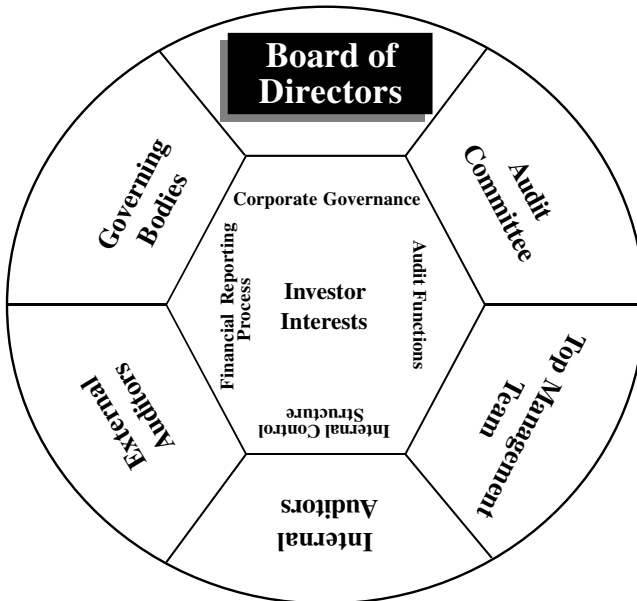 Board of
Directors
Audit
Committee
Top Management
Team
Internal
Auditors
External
Auditors
Governing
Bodies
Corporate Governance
Audit Functions
Internal Control
Structure
Financial Reporting
Process
Investor
Interests